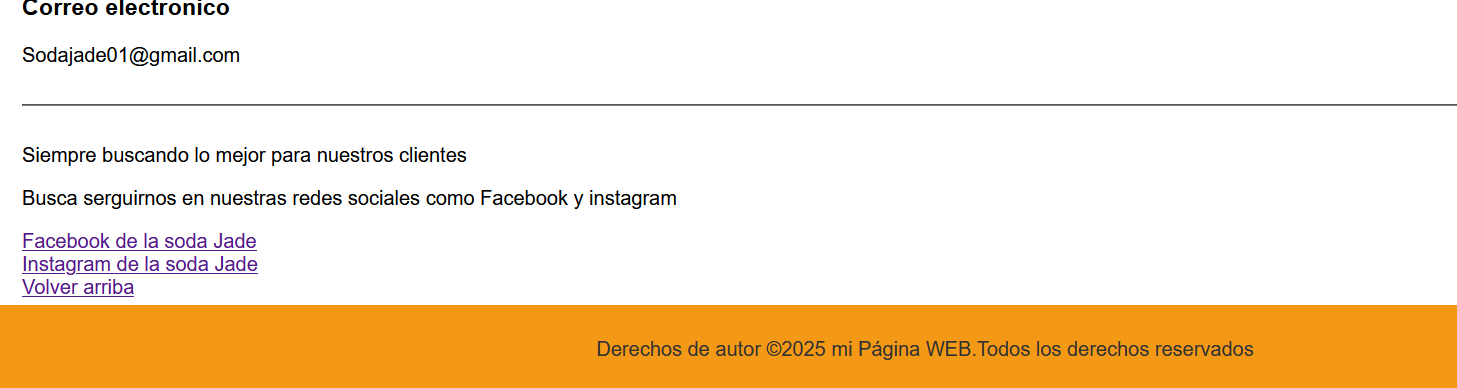 Correo electronico
Sodajade01@gmail.com
Siempre buscando lo mejor para nuestros clientes
Busca serguirnos en nuestras redes sociales como Facebook y instagram
Facebook de la soda Jade
Instagram de la soda Jade
Volver arriba
Derechos de autor ©2025 mi Página WEB.Todos los derechos reservados